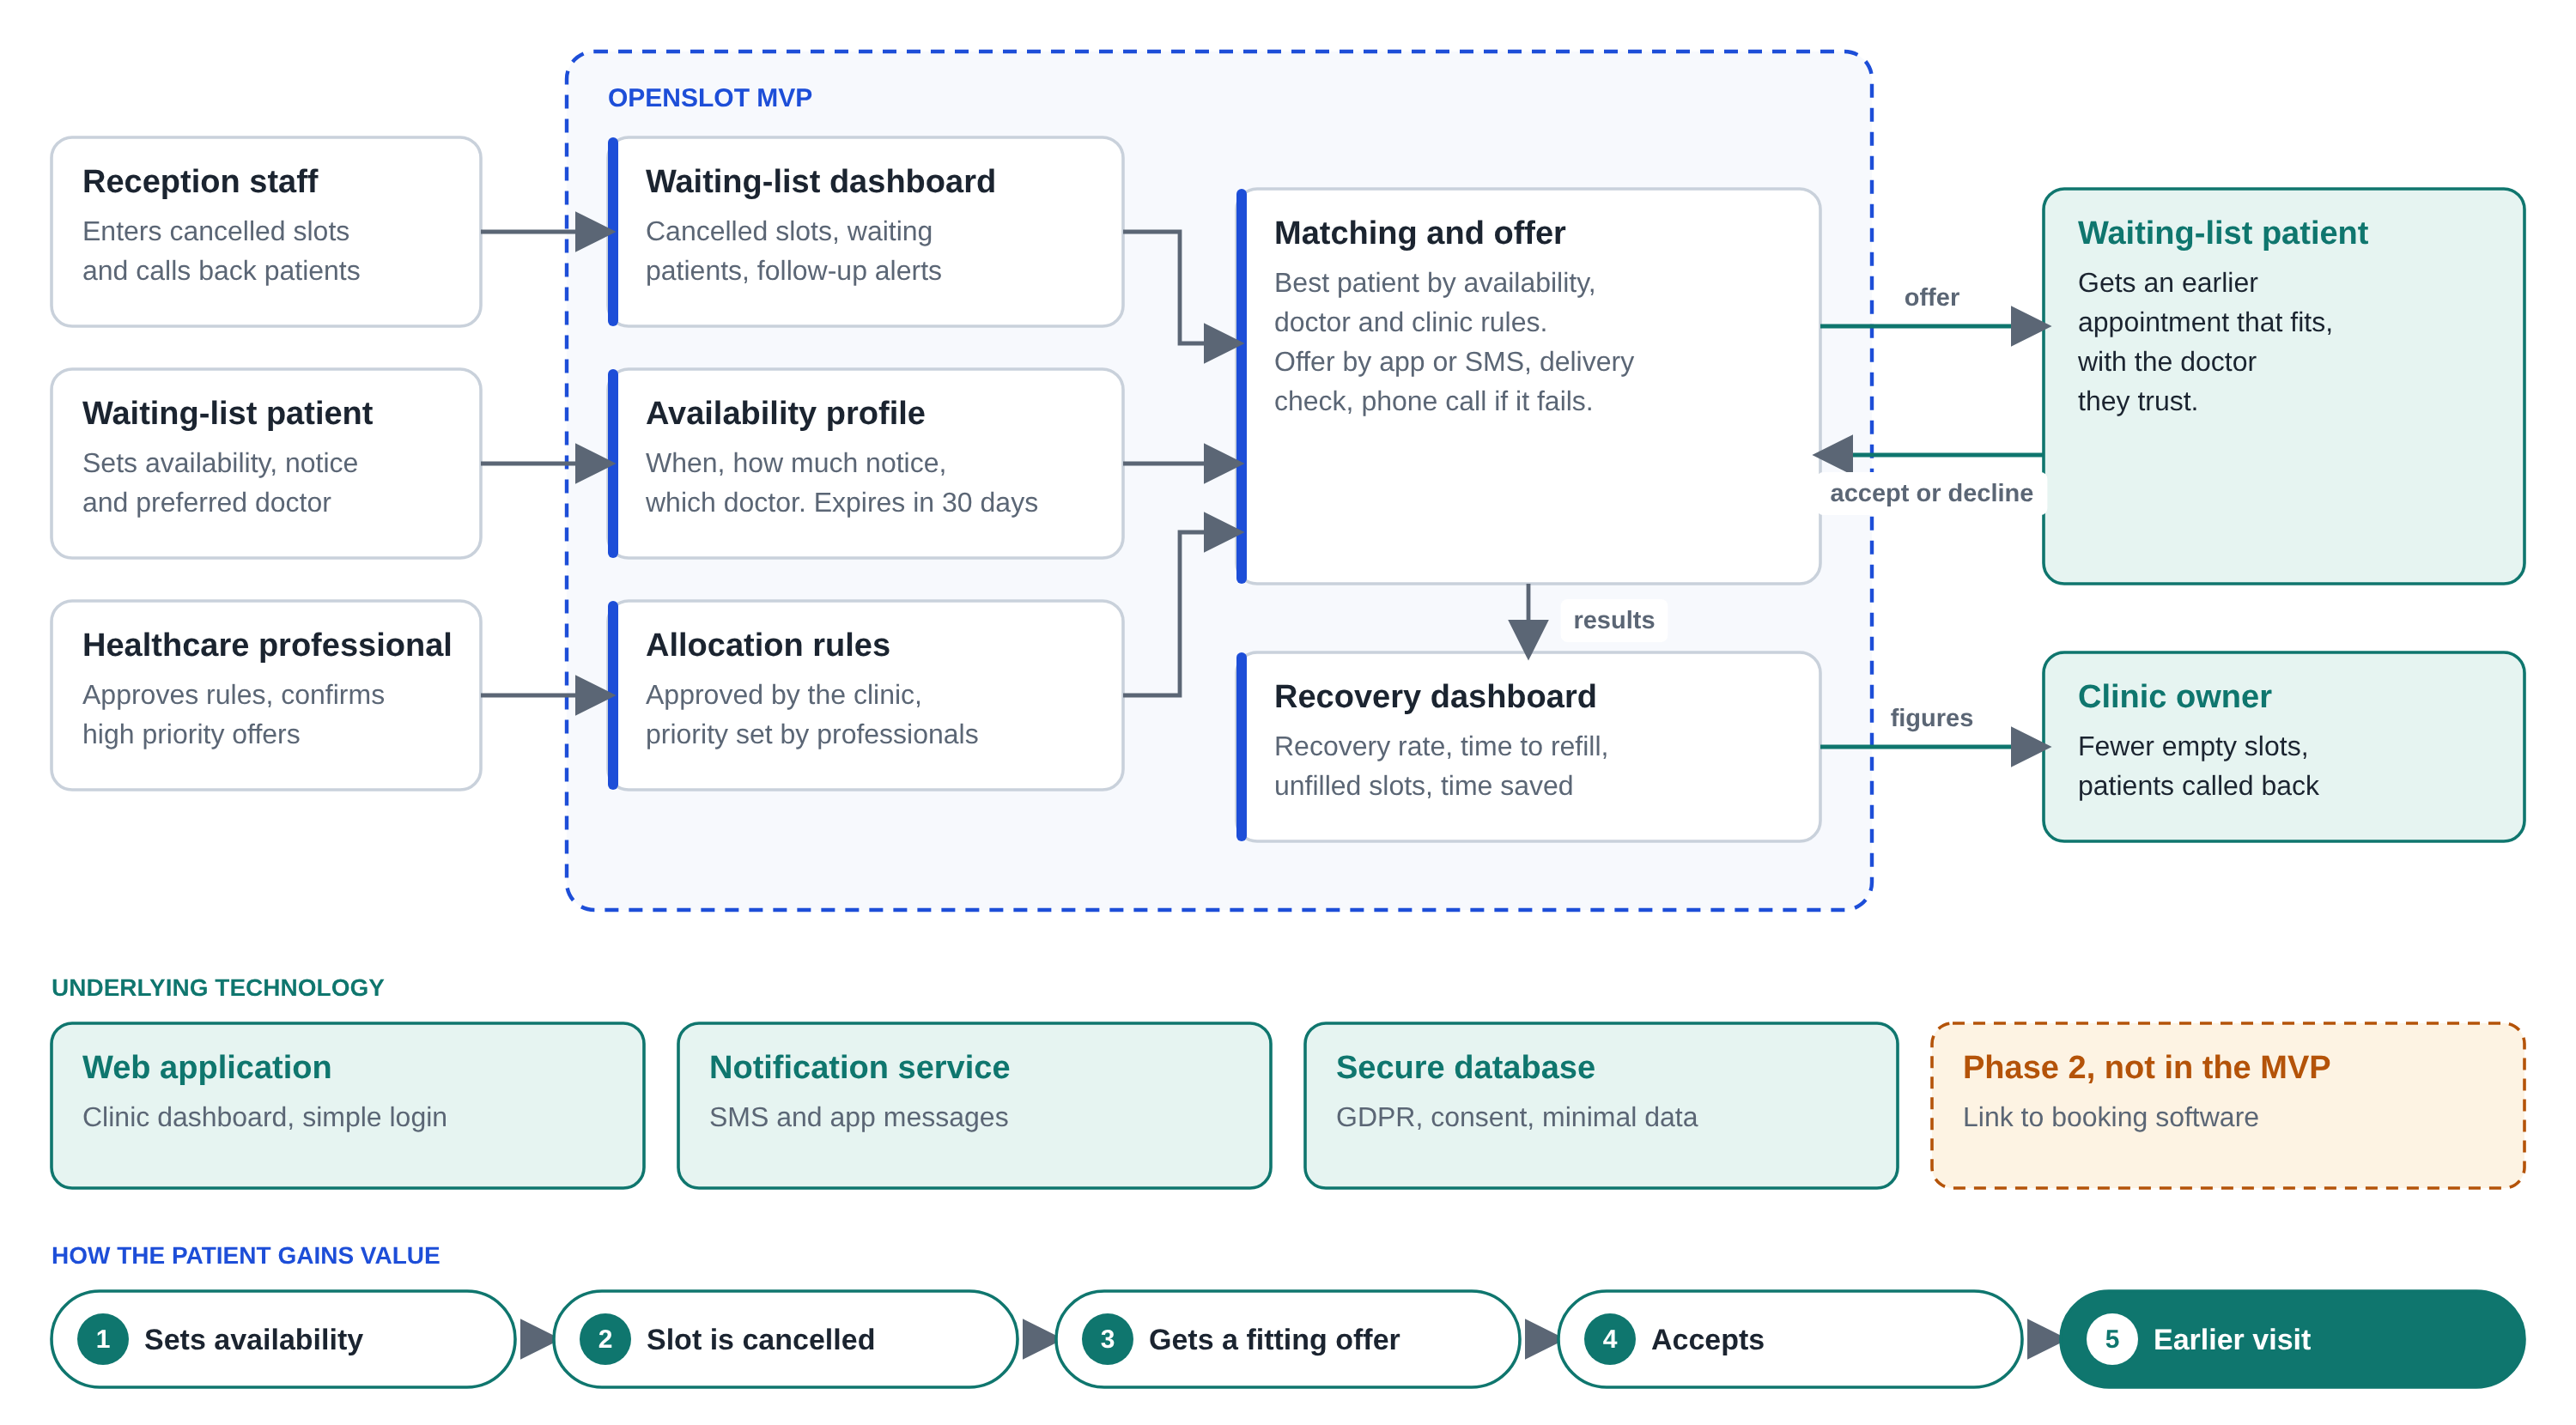 OPENSLOT MVP
Reception staff
Enters cancelled slots
and calls back patients
Waiting-list patient
Sets availability, notice
and preferred doctor
Healthcare professional
Approves rules, confirms
high priority offers
Waiting-list dashboard
Cancelled slots, waiting
patients, follow-up alerts
Availability profile
When, how much notice,
which doctor. Expires in 30 days
Allocation rules
Approved by the clinic,
priority set by professionals
Matching and offer
Best patient by availability,
doctor and clinic rules.
Offer by app or SMS, delivery
check, phone call if it fails.
results
Recovery dashboard
Recovery rate, time to refill,
unfilled slots, time saved
offer
accept or decline
figures
Waiting-list patient
Gets an earlier
appointment that fits,
with the doctor
they trust.
Clinic owner
Fewer empty slots,
patients called back
UNDERLYING TECHNOLOGY
Web application
Clinic dashboard, simple login
Notification service
SMS and app messages
Secure database
GDPR, consent, minimal data
Phase 2, not in the MVP
Link to booking software
HOW THE PATIENT GAINS VALUE
1 Sets availability
2 Slot is cancelled
3 Gets a fitting offer
4 Accepts
5 Earlier visit